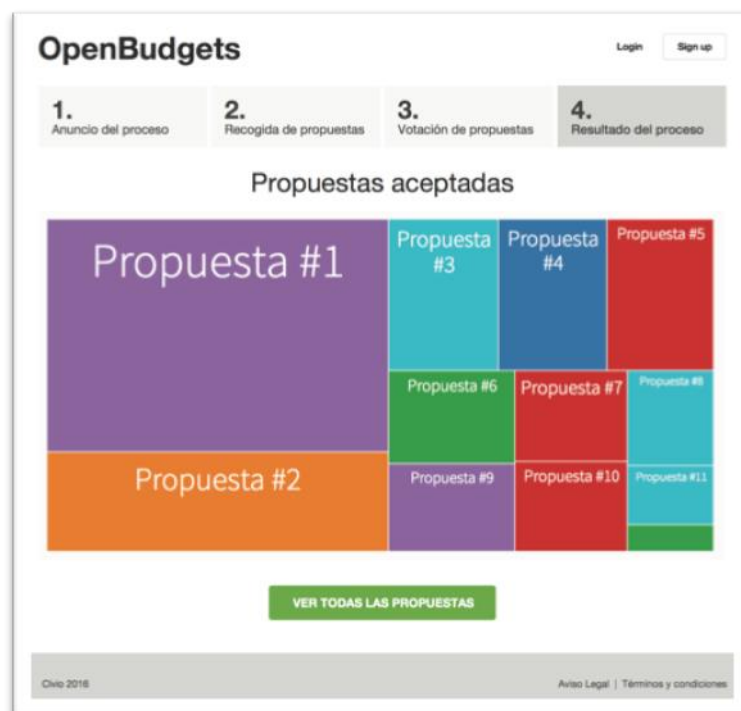 OpenBudgets
Login
Sign up
1.
Anuncio del proceso
2.
Recogida de propuestas
3.
Votación de propuestas
4.
Resultado del proceso
Propuestas aceptadas
Propuesta #1
Propuesta #2
Propuesta
#3
Propuesta
#4
Propuesta #5
Propuesta #6
Propuesta #7
Propuesta #8
Propuesta #9
Propuesta #10
Propuesta #11
VER TODAS LAS PROPUESTAS
Civio 2016
Aviso Legal | Términos y condiciones